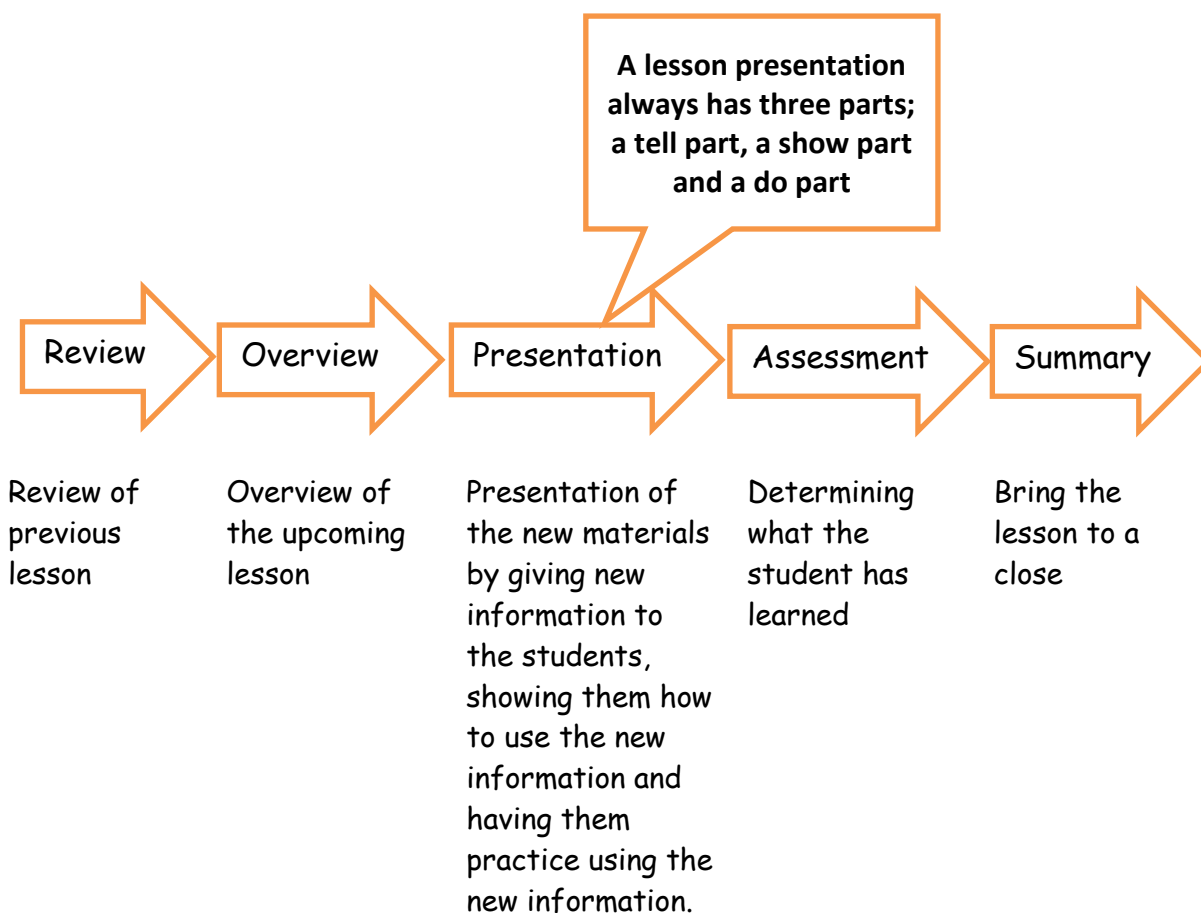 A lesson presentation
always has three parts;
a tell part, a show part
and a do part
Review
Overview
Presentation
Assessment
Summary
Review of
previous
lesson
Overview of
the upcoming
lesson
Presentation of
the new materials
by giving new
information to
the students,
showing them how
to use the new
information and
having them
practice using the
new information.
Determining
what the
student has
learned
Bring the
lesson to a
close